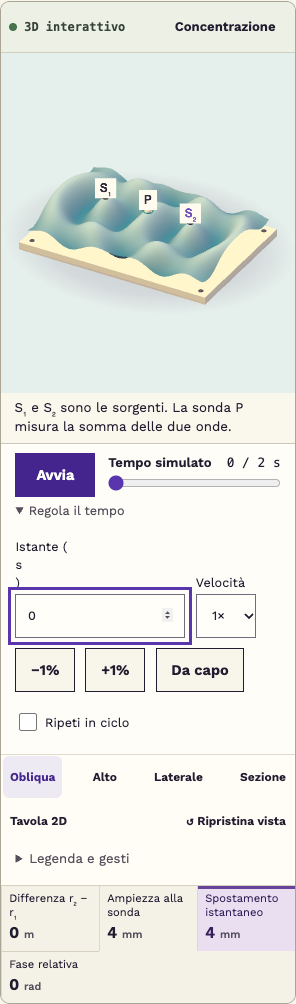 3D interattivo Concentrazione
S₁
P
S₂
S₁ e S₂ sono le sorgenti. La sonda P
misura la somma delle due onde.
Avvia
Tempo simulato 0 / 2 s
▼ Regola il tempo
Istante (
s
)
Velocità
0
1×
−1%
+1%
Da capo
Ripeti in ciclo
Obliqua Alto Laterale Sezione
Tavola 2D ↺ Ripristina vista
▶ Legenda e gesti
Differenza r₂ −
r₁
0 m
Ampiezza alla
sonda
4 mm
Spostamento
istantaneo
4 mm
Fase relativa
0 rad